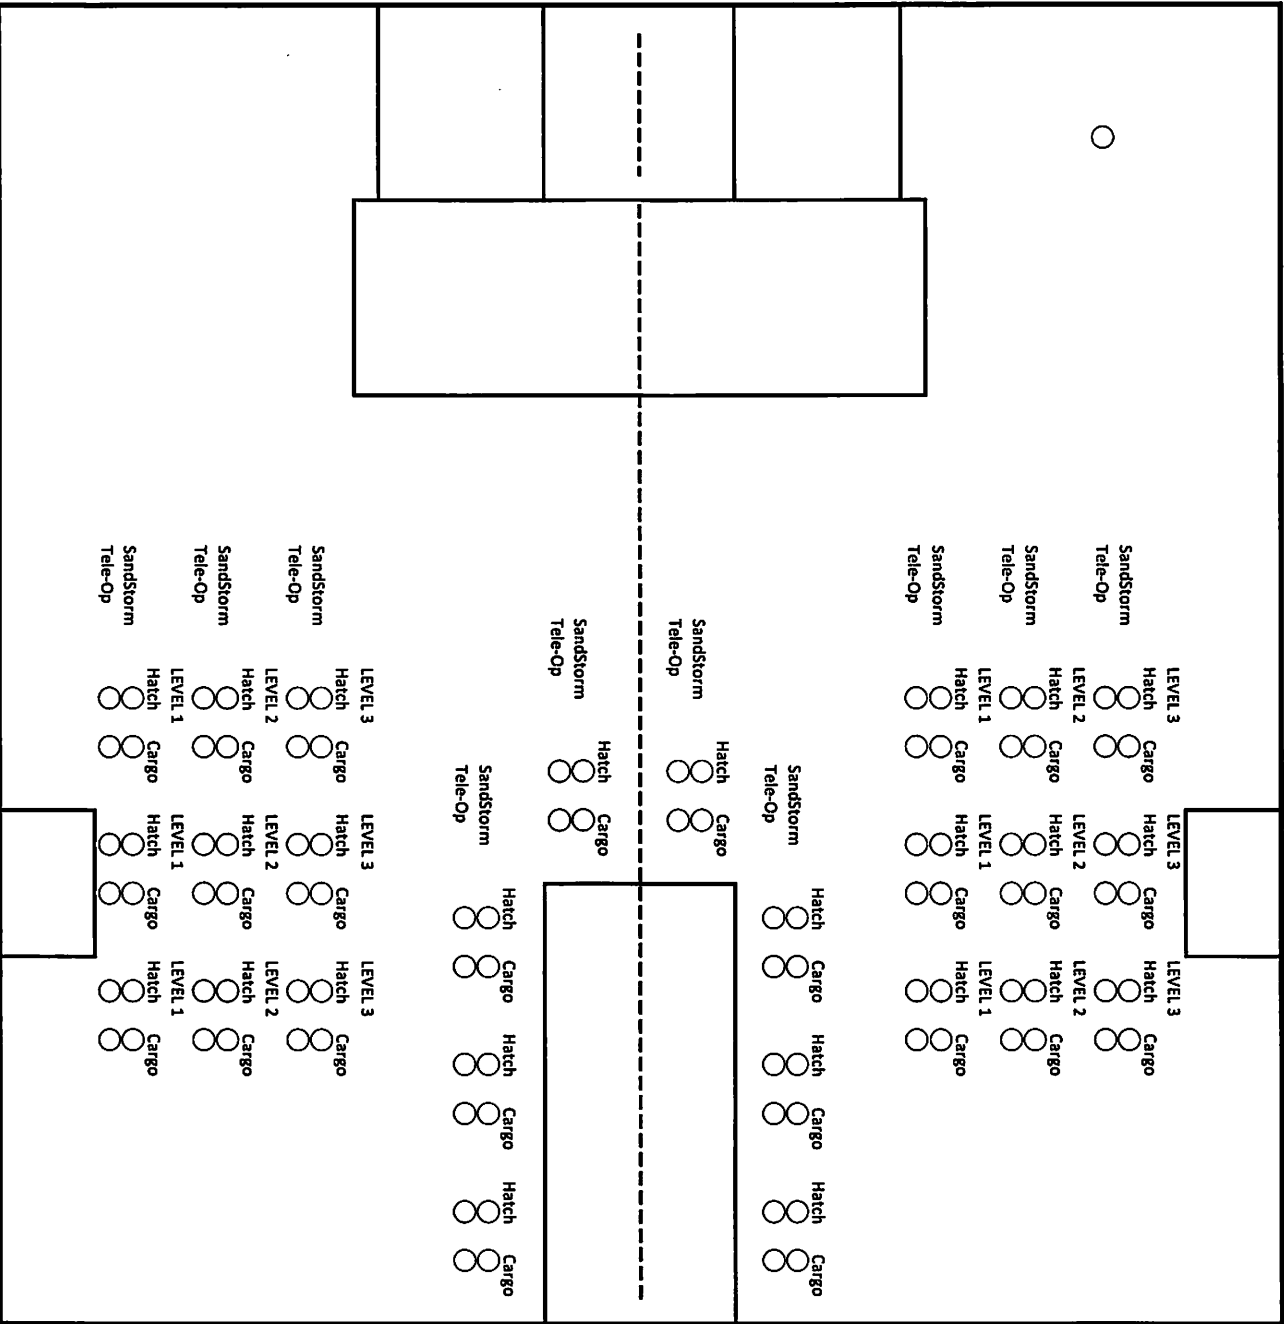 LEVEL 3 LEVEL 3 LEVEL 3
Hatch Cargo Hatch Cargo Hatch Cargo
SandStorm
Tele-Op
LEVEL 2 LEVEL 2 LEVEL 2
Hatch Cargo Hatch Cargo Hatch Cargo
SandStorm
Tele-Op
LEVEL 1 LEVEL 1 LEVEL 1
Hatch Cargo Hatch Cargo Hatch Cargo
SandStorm
Tele-Op
Hatch Cargo Hatch Cargo Hatch Cargo
SandStorm
Tele-Op
Hatch Cargo
SandStorm
Tele-Op
Hatch Cargo
SandStorm
Tele-Op
Hatch Cargo Hatch Cargo Hatch Cargo
SandStorm
Tele-Op
LEVEL 3 LEVEL 3 LEVEL 3
Hatch Cargo Hatch Cargo Hatch Cargo
SandStorm
Tele-Op
LEVEL 2 LEVEL 2 LEVEL 2
Hatch Cargo Hatch Cargo Hatch Cargo
SandStorm
Tele-Op
LEVEL 1 LEVEL 1 LEVEL 1
Hatch Cargo Hatch Cargo Hatch Cargo
SandStorm
Tele-Op